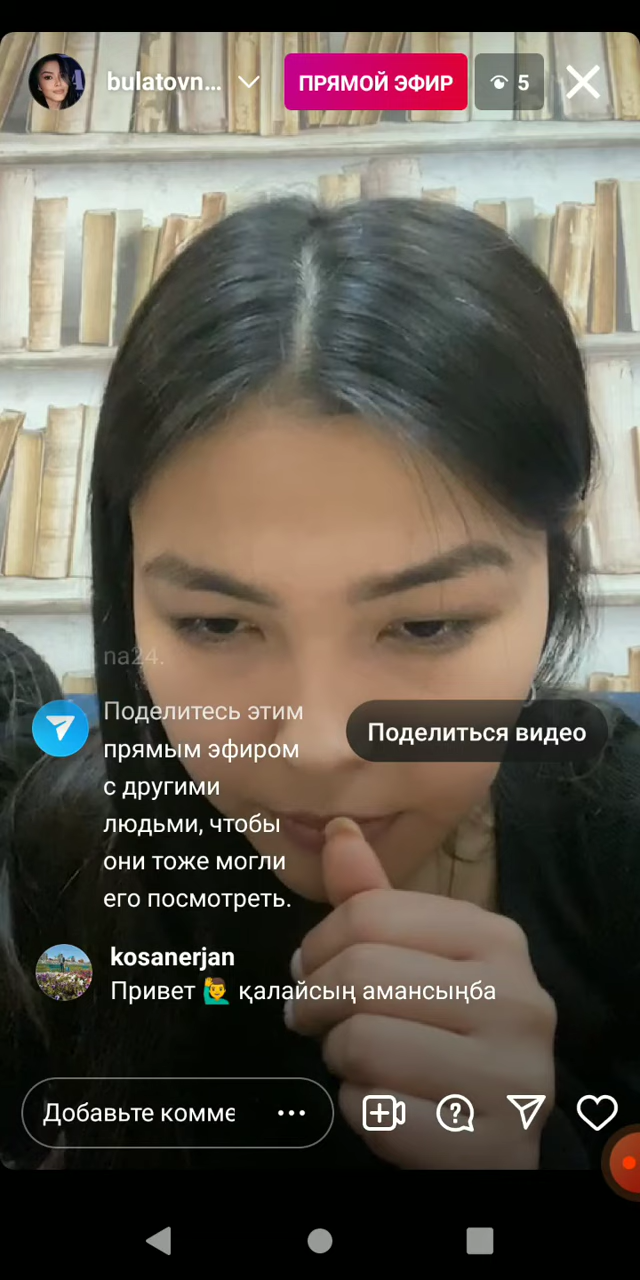 bulatovn...
ПРЯМОЙ ЭФИР
5
na24.
Поделитесь этим
прямым эфиром
с другими
людьми, чтобы
они тоже могли
его посмотреть.
Поделиться видео
kosanerjan
Привет 🙋‍♂️ қалайсың амансыңба
Добавьте комме